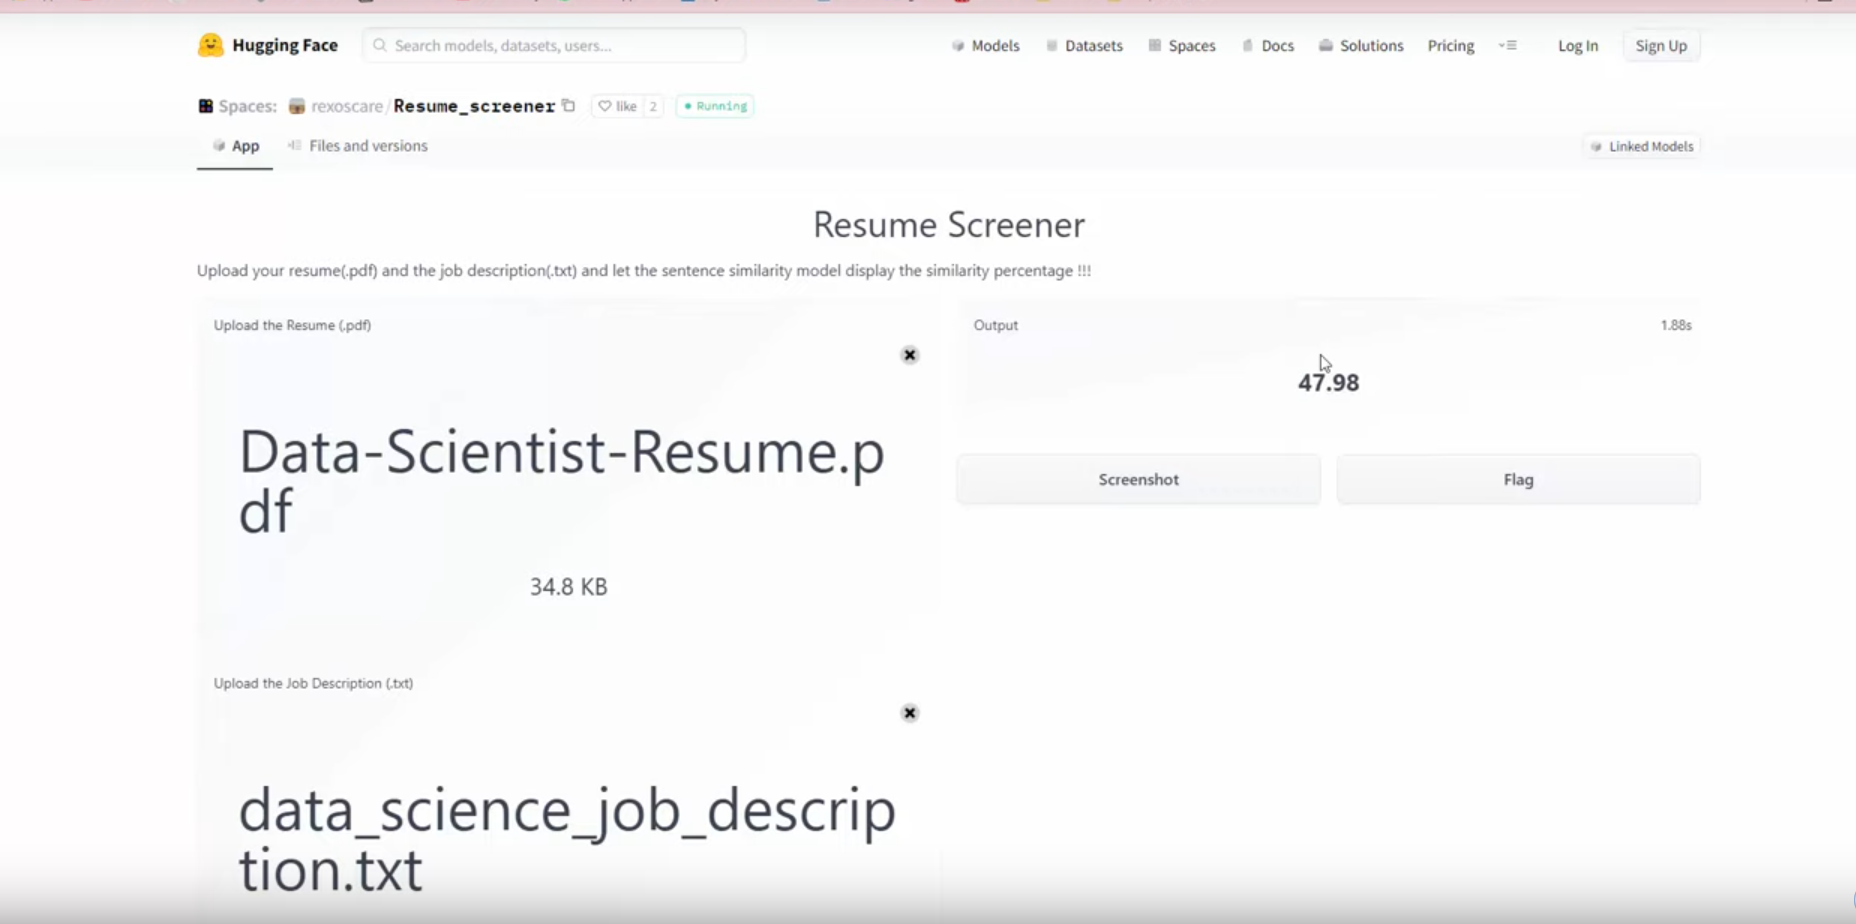 Hugging Face
Search models, datasets, users...
Models Datasets Spaces Docs Solutions Pricing Log In Sign Up
Spaces: rexoscare/Resume_screener like 2 Running
App Files and versions Linked Models
Resume Screener
Upload your resume(.pdf) and the job description(.txt) and let the sentence similarity model display the similarity percentage !!!
Upload the Resume (.pdf)
Data-Scientist-Resume.p
df
34.8 KB
Output 1.88s
47.98
Screenshot Flag
Upload the Job Description (.txt)
data_science_job_descrip
tion.txt